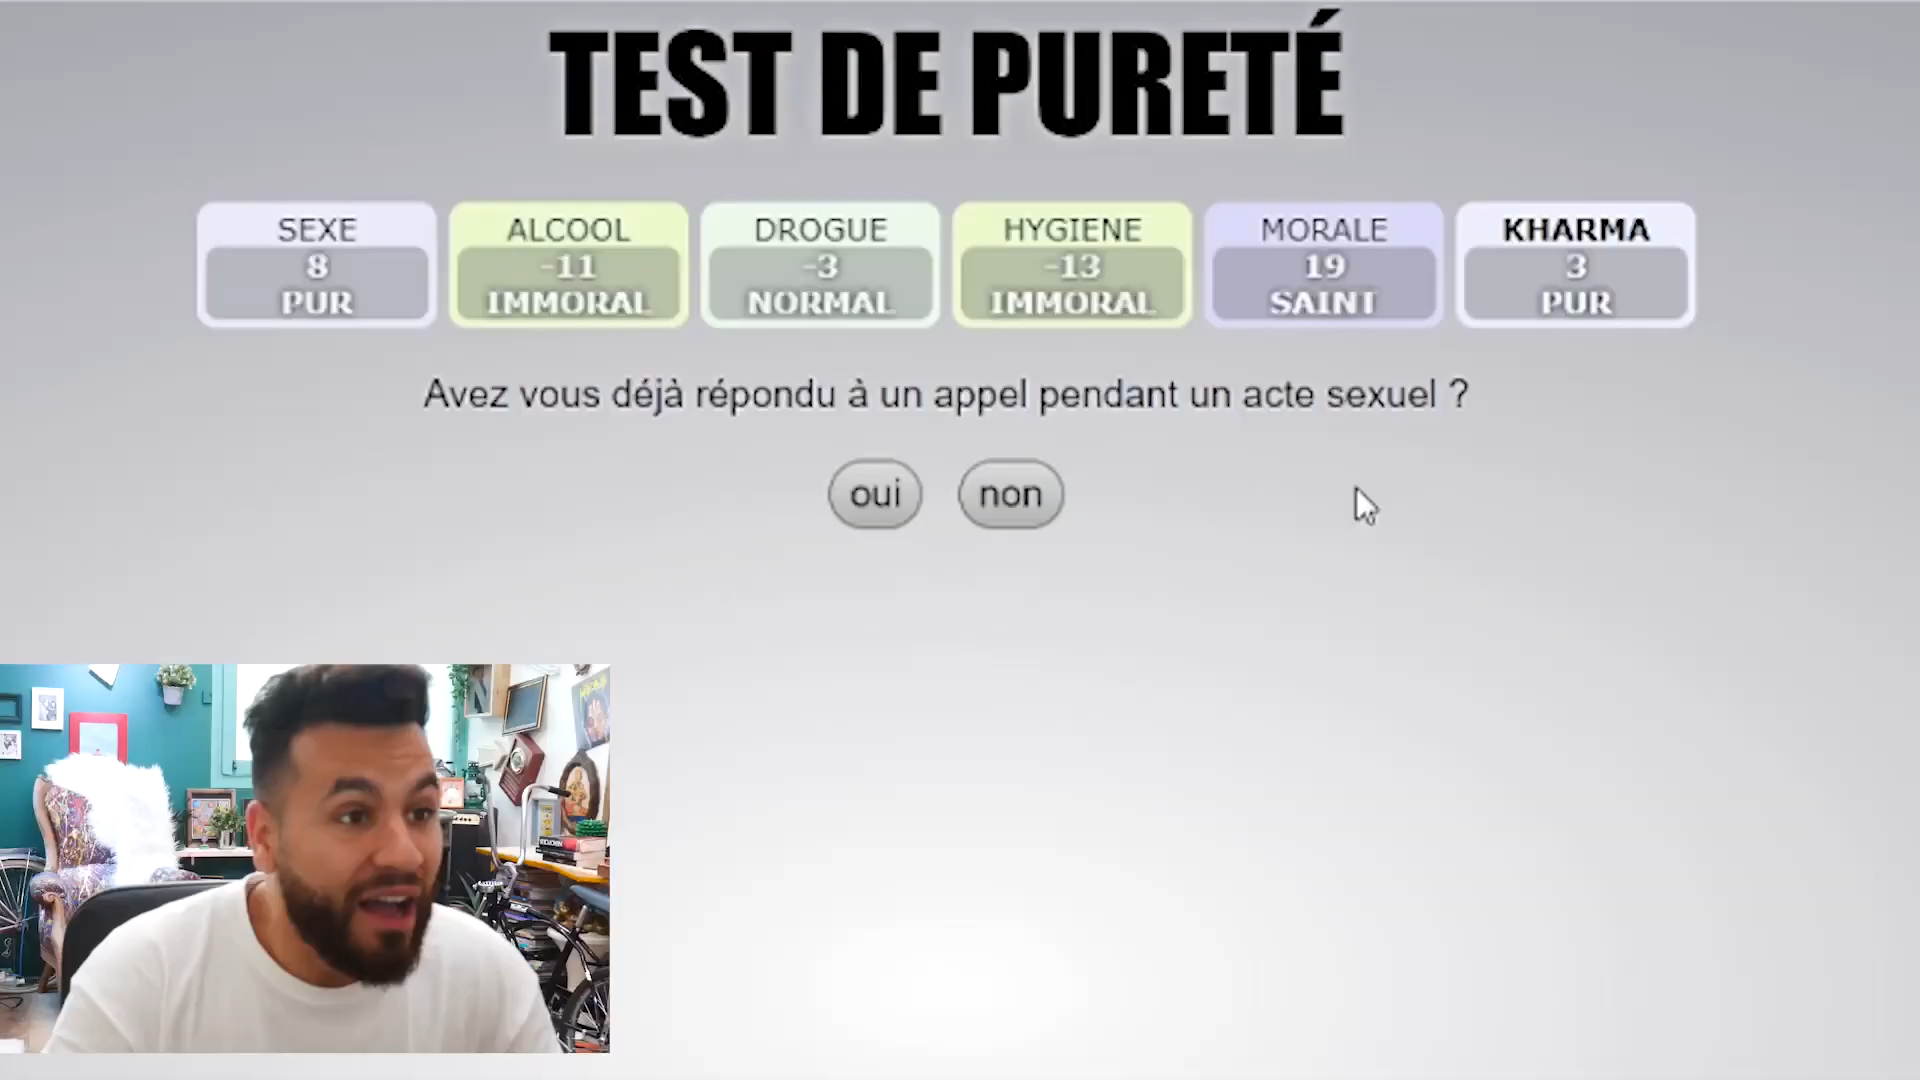 TEST DE PURETÉ
SEXE
8
PUR
ALCOOL
-11
IMMORAL
DROGUE
-3
NORMAL
HYGIENE
-13
IMMORAL
MORALE
19
SAINT
KHARMA
3
PUR
Avez vous déjà répondu à un appel pendant un acte sexuel ?
oui
non